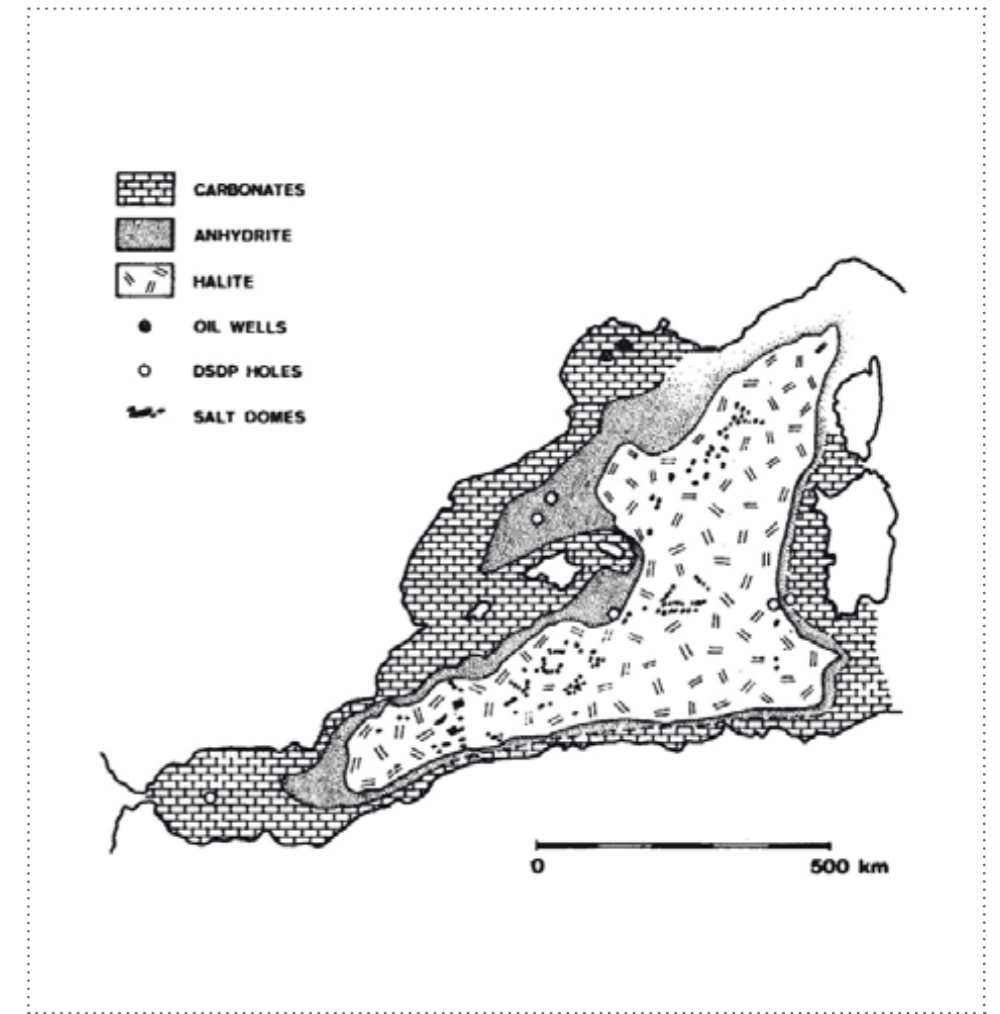 CARBONATES
ANHYDRITE
HALITE
OIL WELLS
DSDP HOLES
SALT DOMES
0 500 km